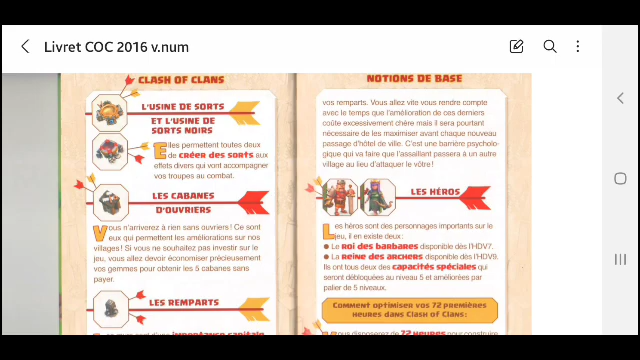 Livret COC 2016 v.num
CLASH OF CLANS
L'USINE DE SORTS
ET L'USINE DE
SORTS NOIRS
Elles permettent toutes deux
de créer des sorts aux
effets divers qui vont accompagner
vos troupes au combat.
LES CABANES
D'OUVRIERS
Vous n'arriverez à rien sans ouvriers ! Ce sont
eux qui permettent les améliorations sur nos
villages ! Si vous ne souhaitez pas investir sur le
jeu, vous allez devoir économiser précieusement
vos gemmes pour obtenir les 5 cabanes sans
payer.
LES REMPARTS
importance capitale
NOTIONS DE BASE
vos remparts. Vous allez vite vous rendre compte
avec le temps que l'amélioration de ces derniers
coûte excessivement chère mais il sera pourtant
nécessaire de les maximiser avant chaque nouveau
passage d'hôtel de ville. C'est une barrière psycholo-
gique qui va faire que l'assaillant passera à un autre
village au lieu d'attaquer le vôtre !
LES HÉROS
Les héros sont des personnages importants sur le
jeu, il en existe deux :
● Le Roi des barbares disponible dès l'HDV7.
● La Reine des archers disponible dès l'HDV9.
Ils ont tous deux des capacités spéciales qui
seront débloquées au niveau 5 et améliorées par
palier de 5 niveaux.
Comment optimiser vos 72 premières
heures dans Clash of Clans :
Vous disposerez de 72 heures pour construire